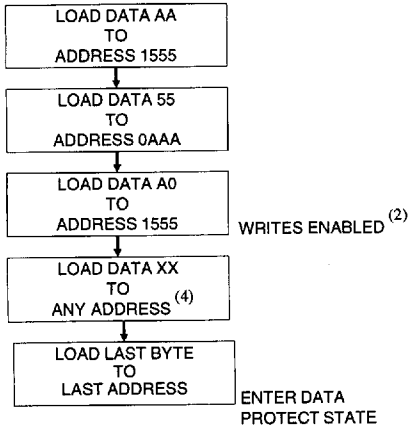 LOAD DATA AA
TO
ADDRESS 1555
LOAD DATA 55
TO
ADDRESS 0AAA
LOAD DATA A0
TO
ADDRESS 1555
WRITES ENABLED (2)
LOAD DATA XX
TO
ANY ADDRESS (4)
LOAD LAST BYTE
TO
LAST ADDRESS
ENTER DATA
PROTECT STATE